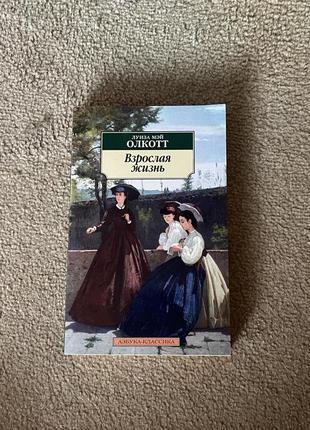 ЛУИЗА МЭЙ
ОЛКОТТ
Взрослая
жизнь
АЗБУКА-КЛАССИКА